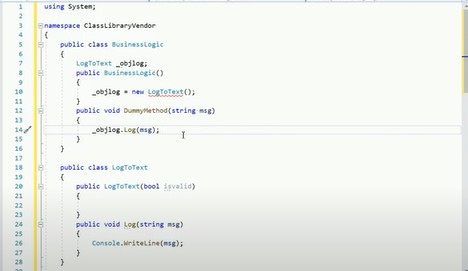 1 using System;
2
3 namespace ClassLibraryVendor
4 {
5 public class BusinessLogic
6 {
7 LogToText _objlog;
8 public BusinessLogic()
9 {
10 _objlog = new LogToText();
11 }
12 public void DummyMethod(string msg)
13 {
14 _objlog.Log(msg);
15 }
16 }
17
18 public class LogToText
19 {
20 public LogToText(bool isvalid)
21 {
22
23 }
24 public void Log(string msg)
25 {
26 Console.WriteLine(msg);
27 }
28 }